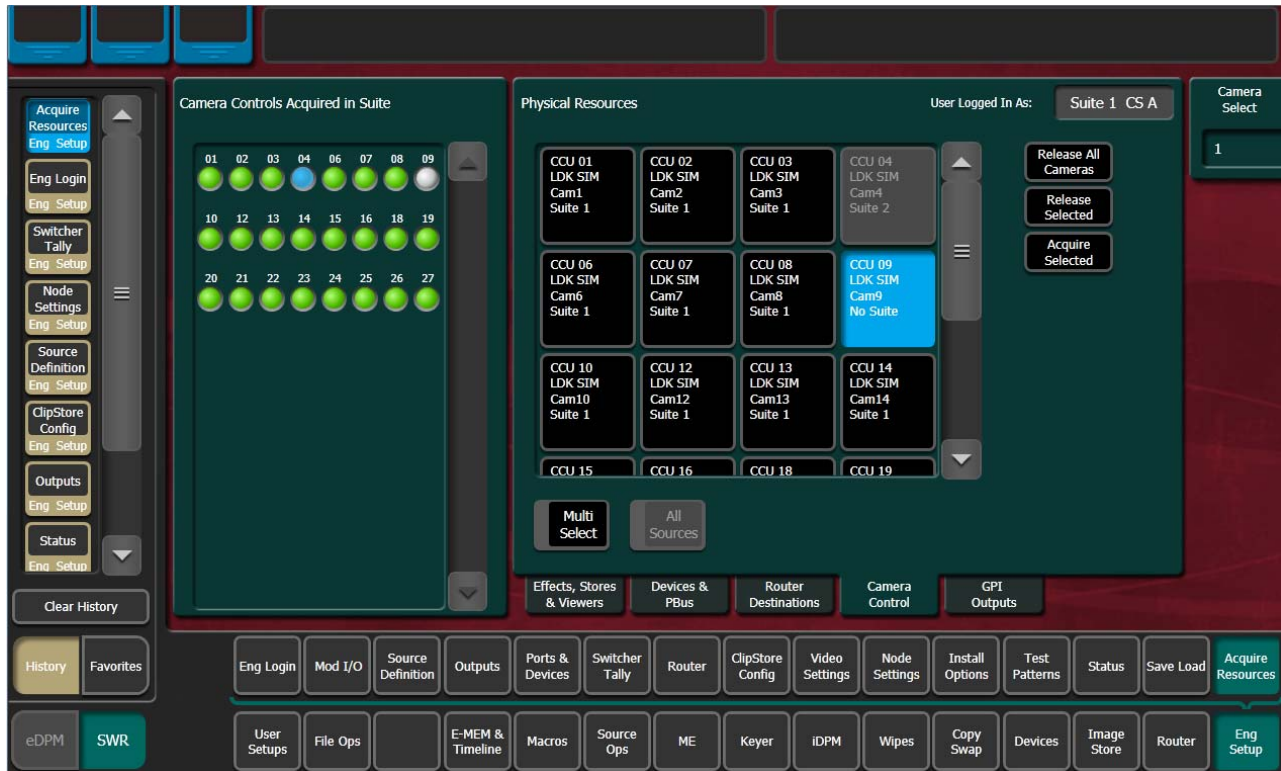 Acquire
Resources
Eng Setup
Eng Login
Eng Setup
Switcher
Tally
Eng Setup
Node
Settings
Eng Setup
Source
Definition
Eng Setup
ClipStore
Config
Eng Setup
Outputs
Eng Setup
Status
Eng Setup
Clear History
History
Favorites
eDPM
SWR
Camera Controls Acquired in Suite
01 02 03 04 06 07 08 09
10 12 13 14 15 16 18 19
20 21 22 23 24 25 26 27
Physical Resources
User Logged In As:
Suite 1 CS A
CCU 01
LDK SIM
Cam1
Suite 1
CCU 02
LDK SIM
Cam2
Suite 1
CCU 03
LDK SIM
Cam3
Suite 1
CCU 04
LDK SIM
Cam4
Suite 2
CCU 06
LDK SIM
Cam6
Suite 1
CCU 07
LDK SIM
Cam7
Suite 1
CCU 08
LDK SIM
Cam8
Suite 1
CCU 09
LDK SIM
Cam9
No Suite
CCU 10
LDK SIM
Cam10
Suite 1
CCU 12
LDK SIM
Cam12
Suite 1
CCU 13
LDK SIM
Cam13
Suite 1
CCU 14
LDK SIM
Cam14
Suite 1
CCU 15
CCU 16
CCU 18
CCU 19
Release All
Cameras
Release
Selected
Acquire
Selected
Multi
Select
All
Sources
Effects, Stores
& Viewers
Devices &
PBus
Router
Destinations
Camera
Control
GPI
Outputs
Camera
Select
1
Eng Login
Mod I/O
Source
Definition
Outputs
Ports &
Devices
Switcher
Tally
Router
ClipStore
Config
Video
Settings
Node
Settings
Install
Options
Test
Patterns
Status
Save Load
Acquire
Resources
User
Setups
File Ops
E-MEM &
Timeline
Macros
Source
Ops
ME
Keyer
iDPM
Wipes
Copy
Swap
Devices
Image
Store
Router
Eng
Setup